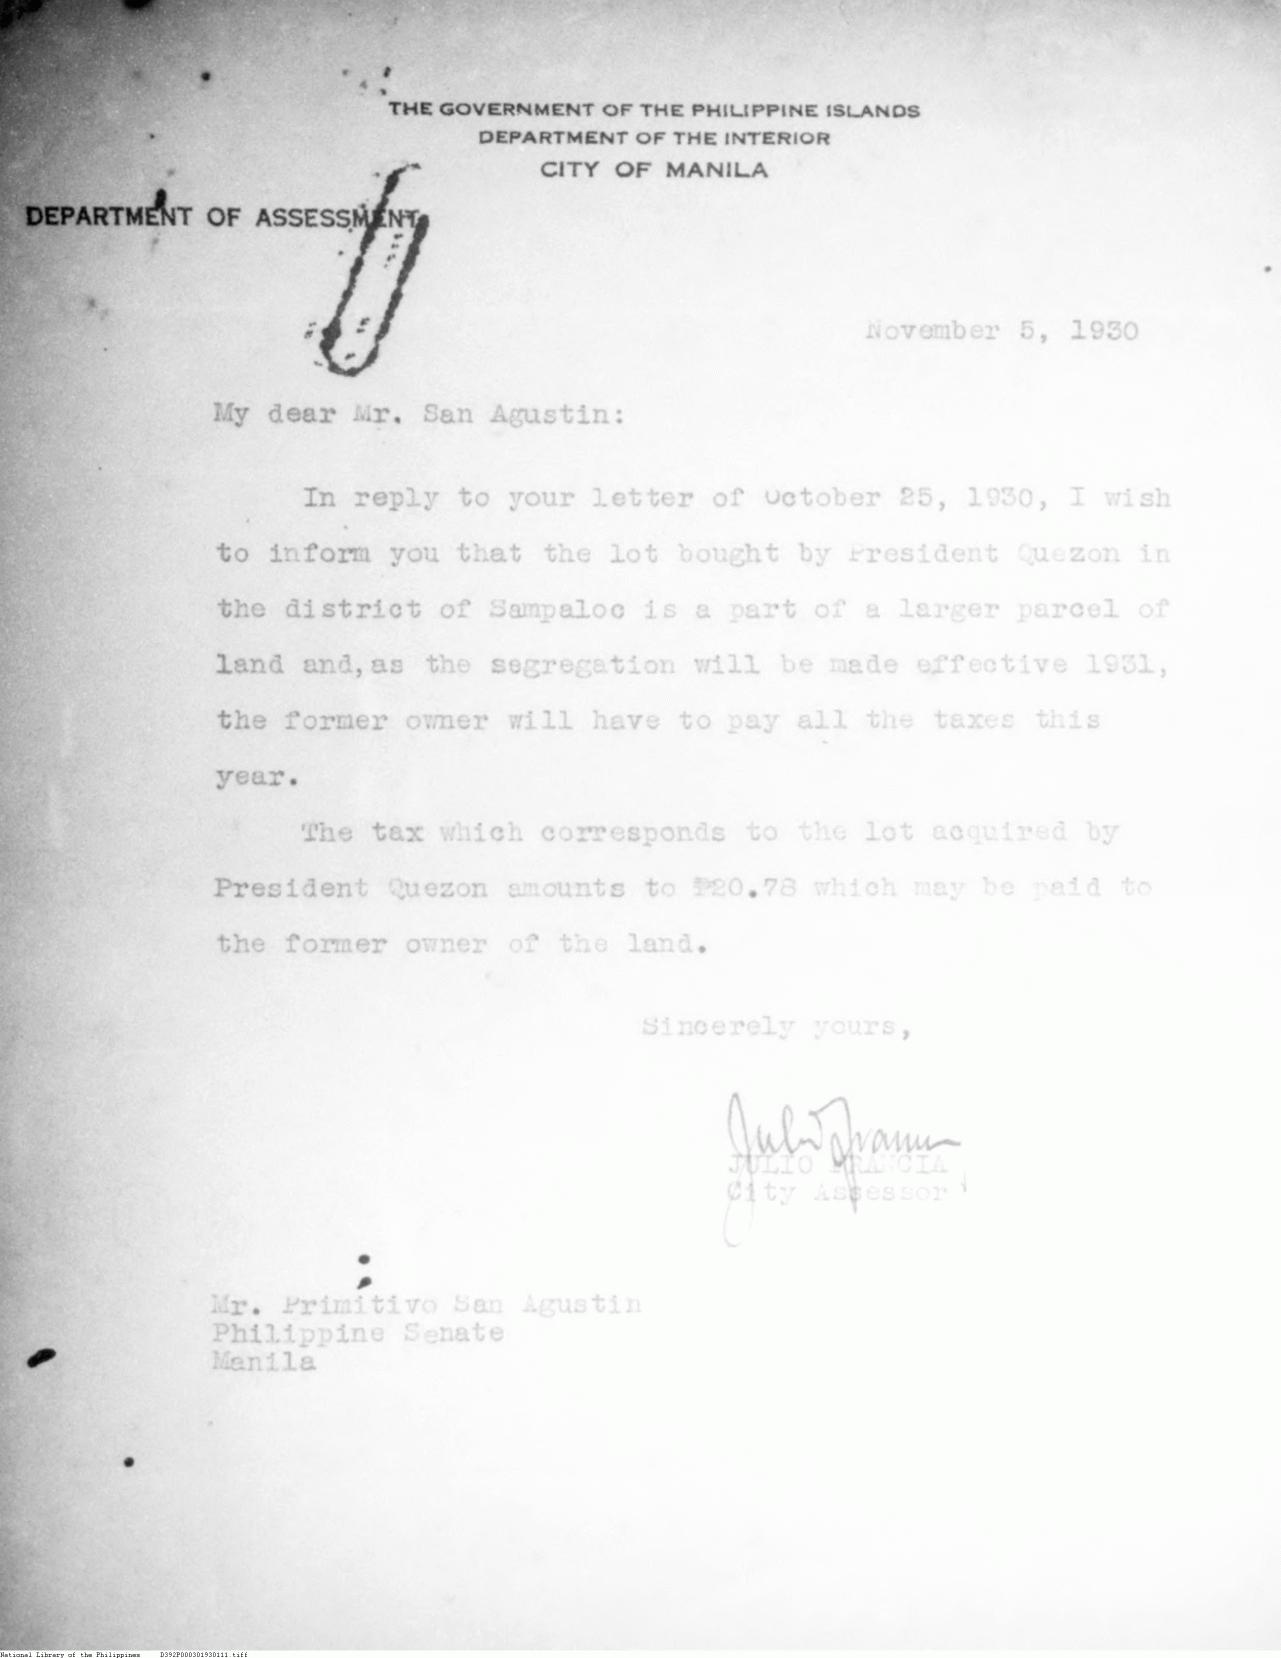 THE GOVERNMENT OF THE PHILIPPINE ISLANDS
DEPARTMENT OF THE INTERIOR
CITY OF MANILA
DEPARTMENT OF ASSESSMENT
November 5, 1930
My dear Mr. San Agustin:
In reply to your letter of October 25, 1930, I wish
to inform you that the lot bought by President Quezon in
the district of Sampaloc is a part of a larger parcel of
land and, as the segregation will be made effective 1931,
the former owner will have to pay all the taxes this
year.
The tax which corresponds to the lot acquired by
President Quezon amounts to ₱20.78 which may be paid to
the former owner of the land.
Sincerely yours,
Julio Francia
JULIO FRANCIA
City Assessor
Mr. Primitivo San Agustin
Philippine Senate
Manila
National Library of the Philippines D392P000301930111.tiff